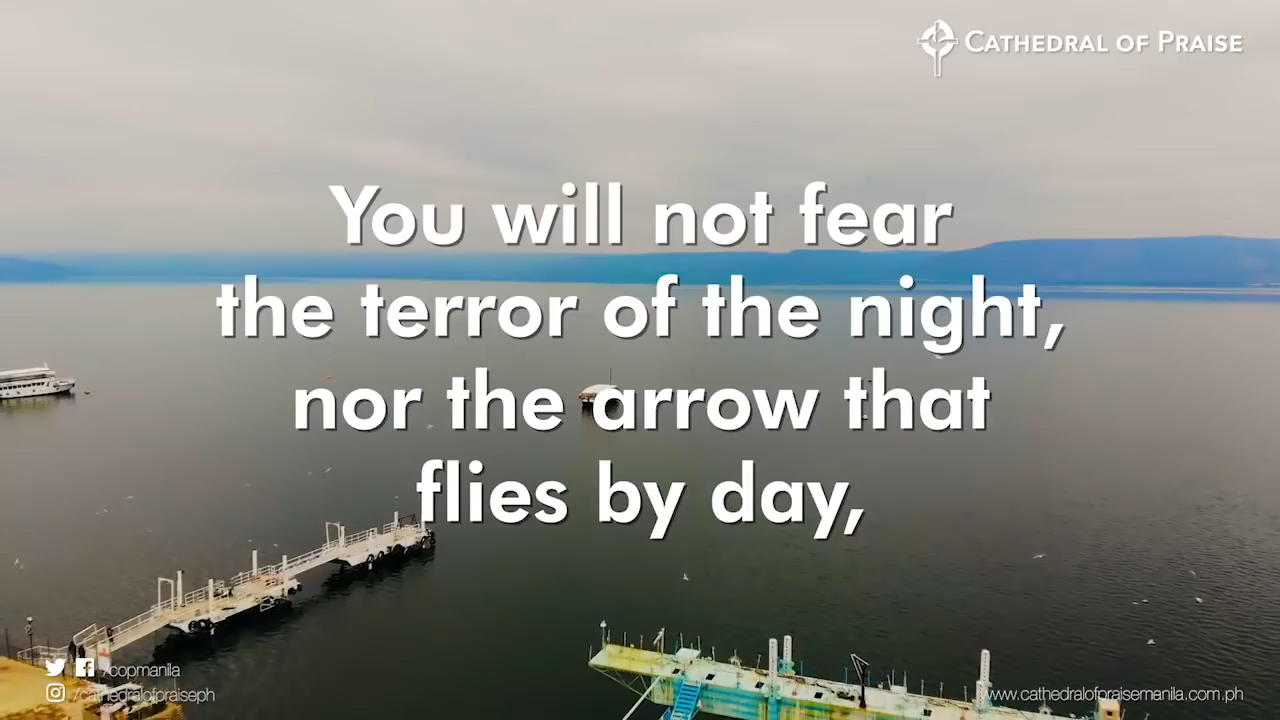 CATHEDRAL OF PRAISE
You will not fear
the terror of the night,
nor the arrow that
flies by day,
/copmanila
/cathedralofpraiseph
www.cathedralofpraisemanila.com.ph